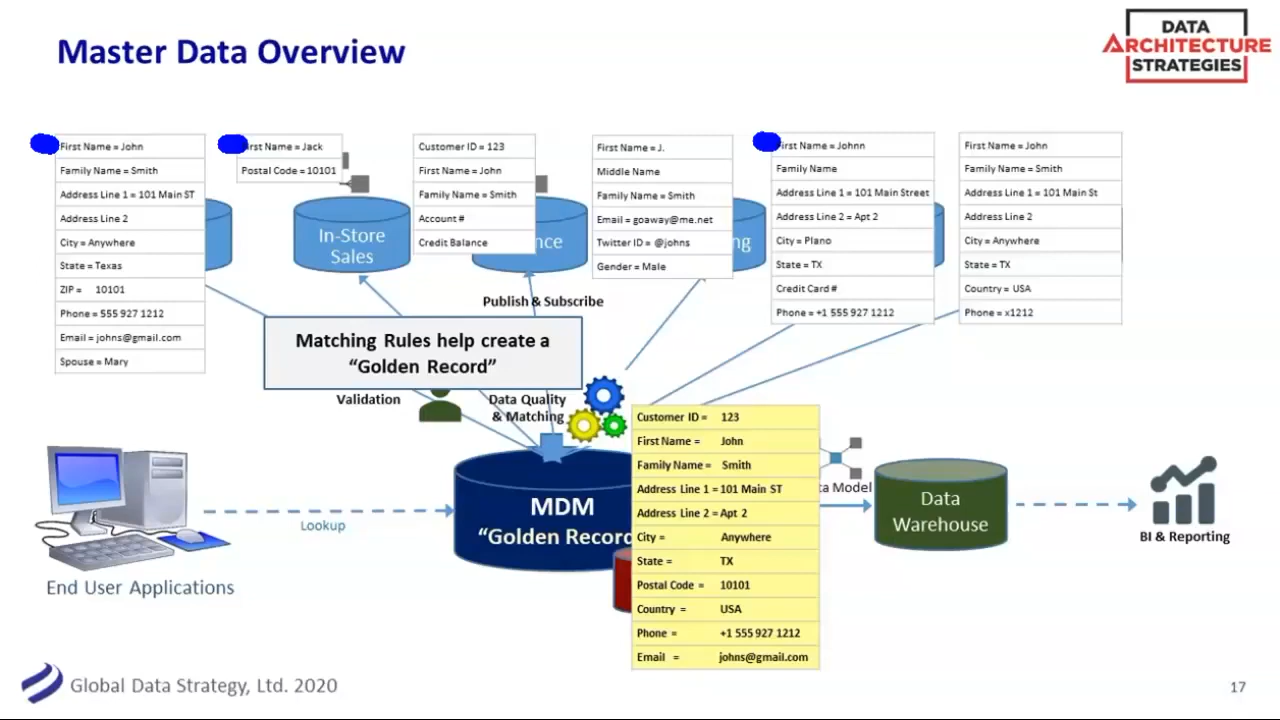 Master Data Overview
DATA
ARCHITECTURE
STRATEGIES
First Name = John
Family Name = Smith
Address Line 1 = 101 Main ST
Address Line 2
City = Anywhere
State = Texas
ZIP = 10101
Phone = 555 927 1212
Email = johns@gmail.com
Spouse = Mary
rst Name = Jack
Postal Code = 10101
In-Store
Sales
Customer ID = 123
First Name = John
Family Name = Smith
Account #
Credit Balance
nce
First Name = J.
Middle Name
Family Name = Smith
Email = goaway@me.net
Twitter ID = @johns
Gender = Male
ng
rst Name = Johnn
Family Name
Address Line 1 = 101 Main Street
Address Line 2 = Apt 2
City = Plano
State = TX
Credit Card #
Phone = +1 555 927 1212
First Name = John
Family Name = Smith
Address Line 1 = 101 Main St
Address Line 2
City = Anywhere
State = TX
Country = USA
Phone = x1212
Publish & Subscribe
Matching Rules help create a
“Golden Record”
Validation
Data Quality
& Matching
MDM
“Golden Record
Customer ID = 123
First Name = John
Family Name = Smith
Address Line 1 = 101 Main ST
Address Line 2 = Apt 2
City = Anywhere
State = TX
Postal Code = 10101
Country = USA
Phone = +1 555 927 1212
Email = johns@gmail.com
ta Model
Data
Warehouse
BI & Reporting
Lookup
End User Applications
Global Data Strategy, Ltd. 2020
17